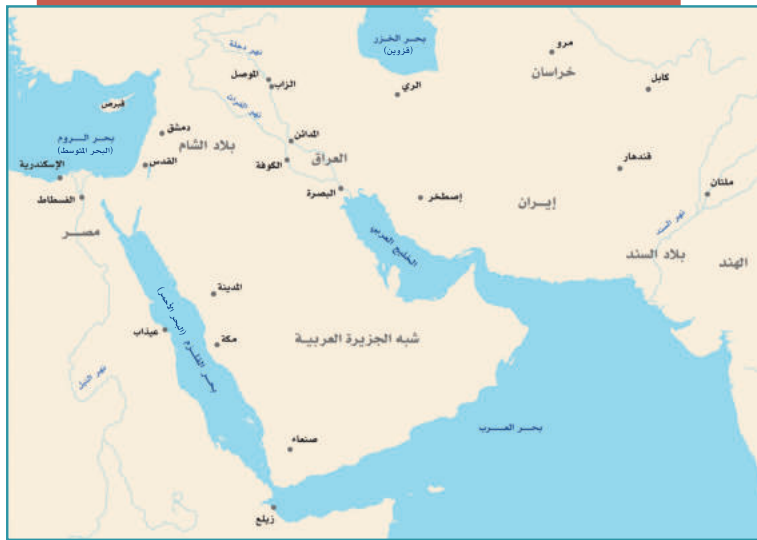 بحر الخزر
(قزوين)
مرو
خراسان
كابل
نهر دجلة
الموصل
الزاب
الري
نهر الفرات
قبرص
دمشق
بحر الروم
(البحر المتوسط)
بلاد الشام
المدائن
العراق
الكوفة
القدس
الإسكندرية
الفسطاط
البصرة
إصطخر
قندهار
ملتان
إيران
نهر السند
بلاد السند
الهند
مصر
الخليج العربي
المدينة
بحر القلزم (البحر الأحمر)
عيذاب
مكة
شبه الجزيرة العربية
نهر النيل
بحر العرب
صنعاء
زيلع